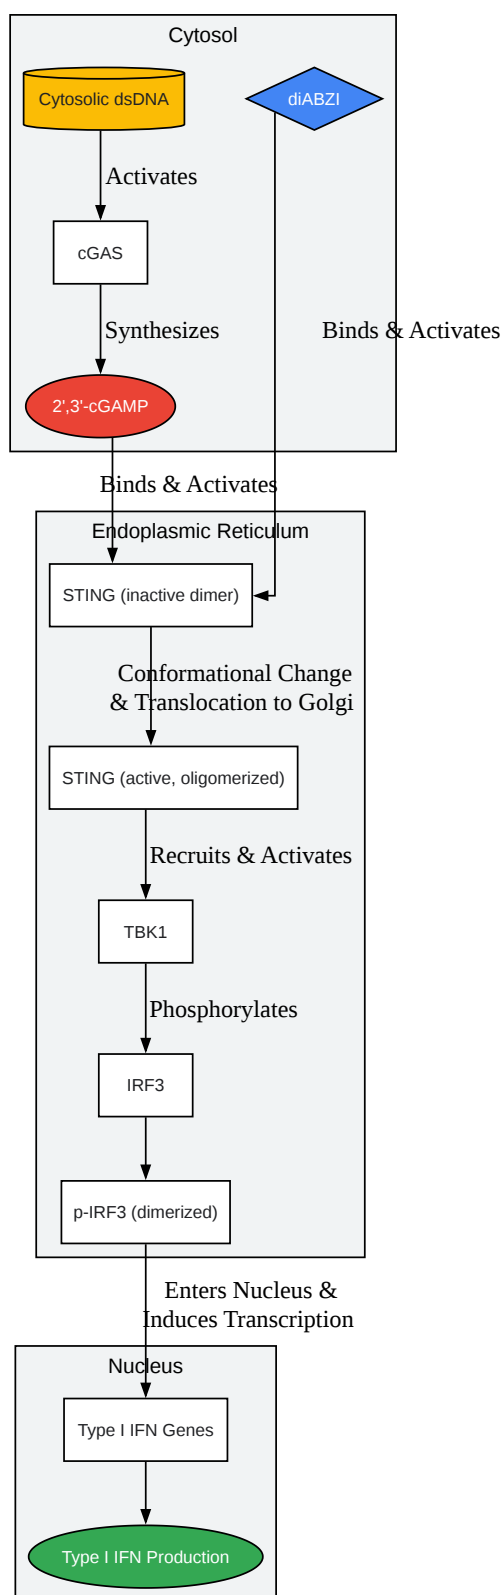 Cytosol
Cytosolic dsDNA
diABZI
Activates
cGAS
Synthesizes
Binds & Activates
2',3'-cGAMP
Binds & Activates
Endoplasmic Reticulum
STING (inactive dimer)
Conformational Change
& Translocation to Golgi
STING (active, oligomerized)
Recruits & Activates
TBK1
Phosphorylates
IRF3
p-IRF3 (dimerized)
Enters Nucleus &
Induces Transcription
Nucleus
Type I IFN Genes
Type I IFN Production